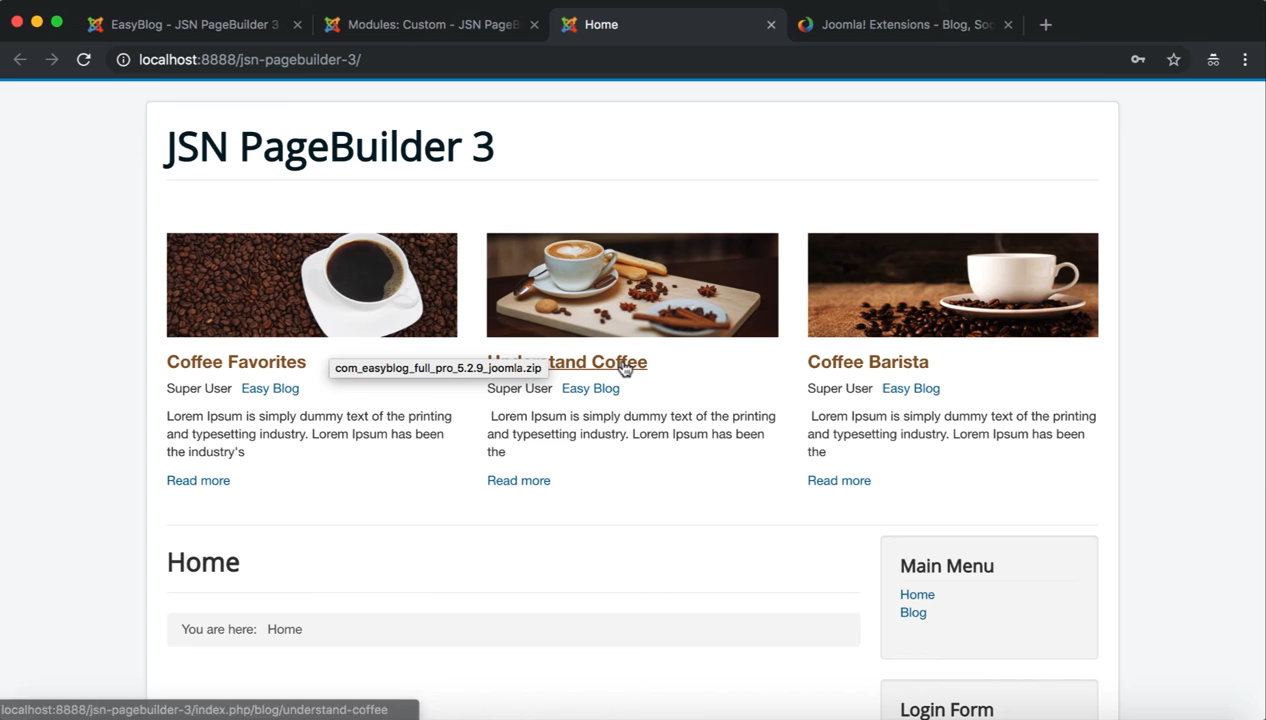 EasyBlog - JSN PageBuilder 3
Modules: Custom - JSN PageB
Home
Joomla! Extensions - Blog, Soc
localhost:8888/jsn-pagebuilder-3/
JSN PageBuilder 3
Coffee Favorites
Super User Easy Blog
Lorem Ipsum is simply dummy text of the printing
and typesetting industry. Lorem Ipsum has been
the industry's
Read more
com_easyblog_full_pro_5.2.9_joomla.zip
Understand Coffee
Super User Easy Blog
Lorem Ipsum is simply dummy text of the printing
and typesetting industry. Lorem Ipsum has been
the
Read more
Coffee Barista
Super User Easy Blog
Lorem Ipsum is simply dummy text of the printing
and typesetting industry. Lorem Ipsum has been
the
Read more
Home
You are here: Home
Main Menu
Home
Blog
Login Form
localhost:8888/jsn-pagebuilder-3/index.php/blog/understand-coffee